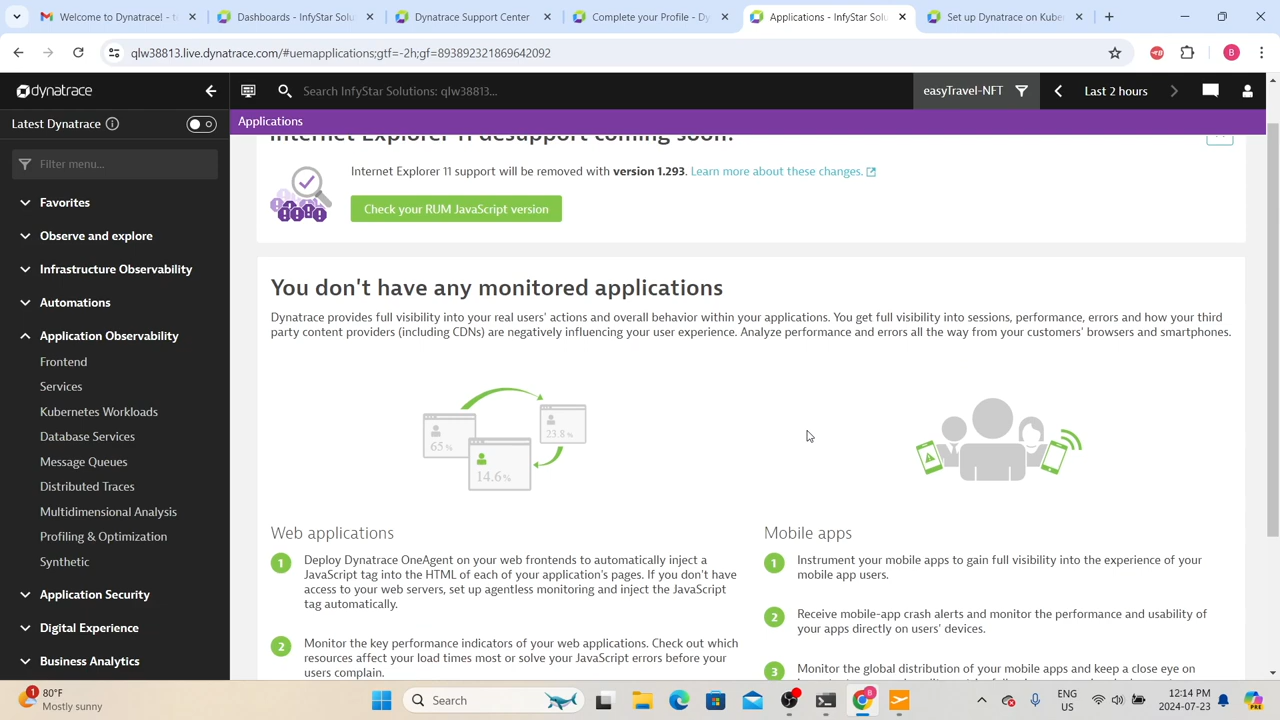 Welcome to Dynatrace! - t
Dashboards - InfyStar Solu
Dynatrace Support Center
Complete your Profile - Dy
Applications - InfyStar Solu
Set up Dynatrace on Kuber
qlw38813.live.dynatrace.com/#uemapplications;gtf=-2h;gf=893892321869642092
B
dynatrace
Search InfyStar Solutions: qlw38813...
easyTravel-NFT
Last 2 hours
Latest Dynatrace
Applications
Filter menu...
Favorites
Observe and explore
Infrastructure Observability
Automations
Application Observability
Frontend
Services
Kubernetes Workloads
Database Services
Message Queues
Distributed Traces
Multidimensional Analysis
Profiling & Optimization
Synthetic
Application Security
Digital Experience
Business Analytics
Internet Explorer 11 desupport coming soon!
Internet Explorer 11 support will be removed with version 1.293. Learn more about these changes.
Check your RUM JavaScript version
You don't have any monitored applications
Dynatrace provides full visibility into your real users' actions and overall behavior within your applications. You get full visibility into sessions, performance, errors and how your third
party content providers (including CDNs) are negatively influencing your user experience. Analyze performance and errors all the way from your customers' browsers and smartphones.
65%
23.8%
14.6%
Web applications
1
Deploy Dynatrace OneAgent on your web frontends to automatically inject a
JavaScript tag into the HTML of each of your application's pages. If you don't have
access to your web servers, set up agentless monitoring and inject the JavaScript
tag automatically.
2
Monitor the key performance indicators of your web applications. Check out which
resources affect your load times most or solve your JavaScript errors before your
users complain.
Mobile apps
1
Instrument your mobile apps to gain full visibility into the experience of your
mobile app users.
2
Receive mobile-app crash alerts and monitor the performance and usability of
your apps directly on users' devices.
3
Monitor the global distribution of your mobile apps and keep a close eye on
1
80°F
Mostly sunny
Search
B
ENG
US
12:14 PM
2024-07-23
PRE